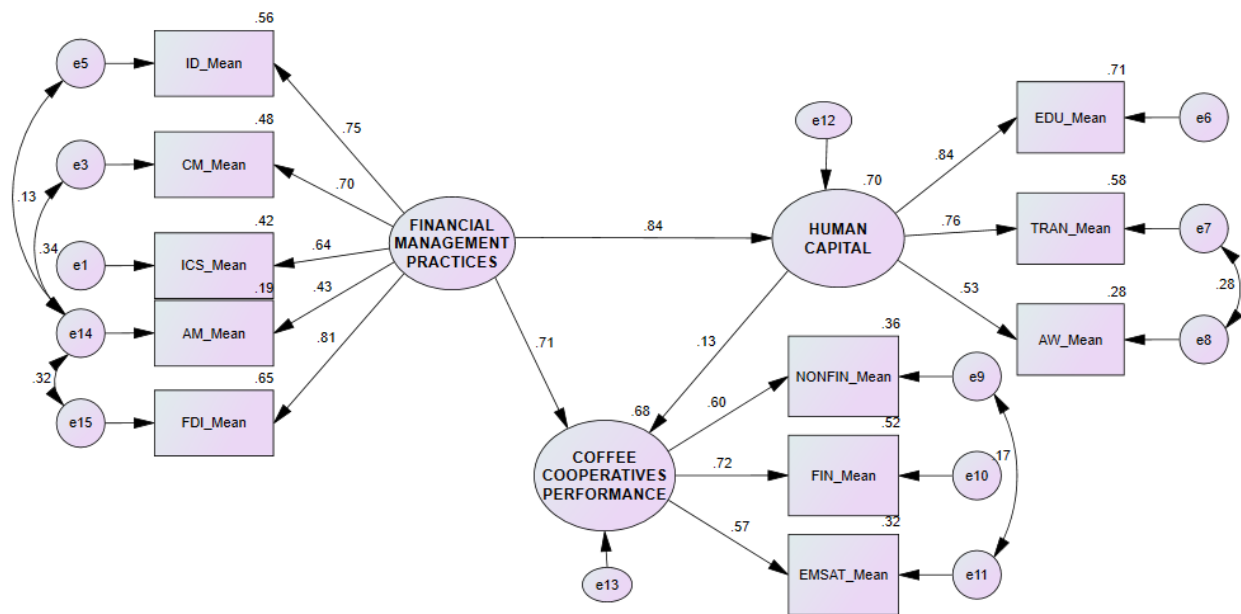 .56
e5
ID_Mean
.75
.48
e3
CM_Mean
.70
.13
.42
e1
ICS_Mean
.64
.34
.19
e14
AM_Mean
.43
.32
.65
e15
FDI_Mean
.81
FINANCIAL
MANAGEMENT
PRACTICES
.84
.71
e12
.70
HUMAN
CAPITAL
.13
.71
EDU_Mean
e6
.84
.58
TRAN_Mean
e7
.76
.28
.28
AW_Mean
e8
.53
.68
COFFEE
COOPERATIVES
PERFORMANCE
e13
.36
NONFIN_Mean
e9
.60
.52
FIN_Mean
e10
.72
.17
.32
EMSAT_Mean
e11
.57